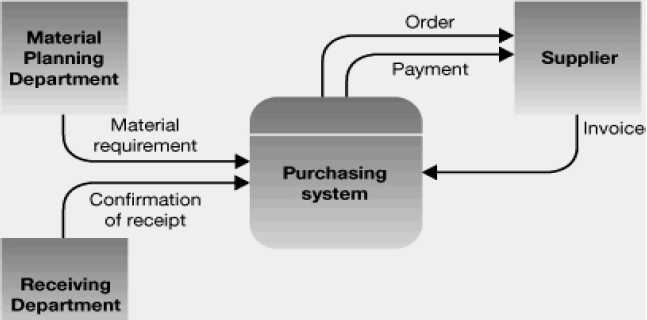 Material
Planning
Department
Order
Payment
Supplier
Material
requirement
Invoice
Purchasing
system
Confirmation
of receipt
Receiving
Department